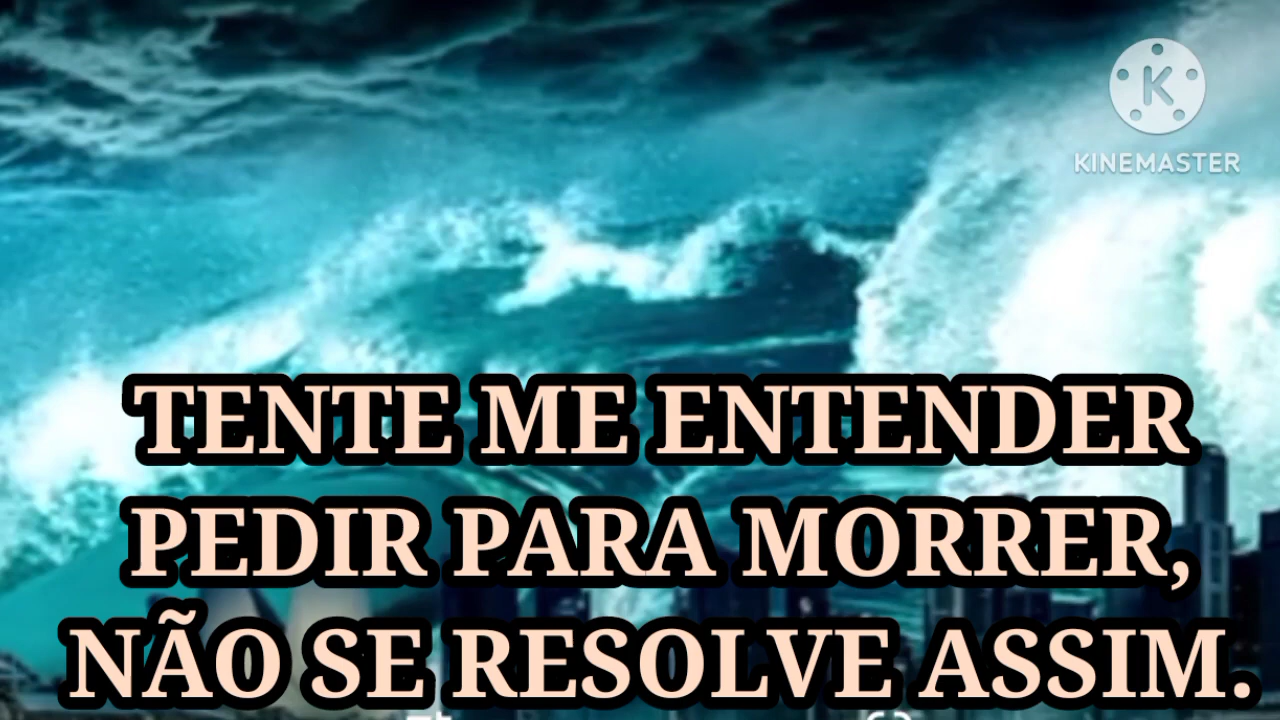 K
KINEMASTER
TENTE ME ENTENDER
PEDIR PARA MORRER,
NÃO SE RESOLVE ASSIM.